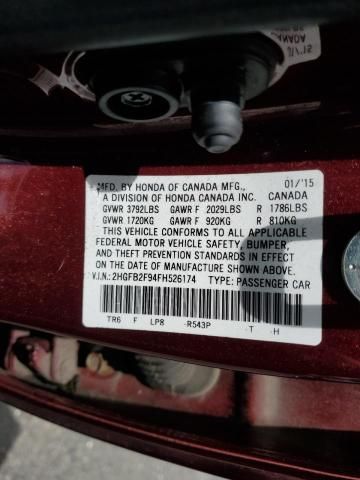 MFD. BY HONDA OF CANADA MFG., 01/'15
A DIVISION OF HONDA CANADA INC. CANADA
GVWR 3792LBS GAWR F 2029LBS R 1786LBS
GVWR 1720KG GAWR F 920KG R 810KG
THIS VEHICLE CONFORMS TO ALL APPLICABLE
FEDERAL MOTOR VEHICLE SAFETY, BUMPER,
AND THEFT PREVENTION STANDARDS IN EFFECT
ON THE DATE OF MANUFACTURE SHOWN ABOVE.
V.I.N.: 2HGFB2F94FH526174 TYPE: PASSENGER CAR
TR6 F LP8 -R543P -T -H